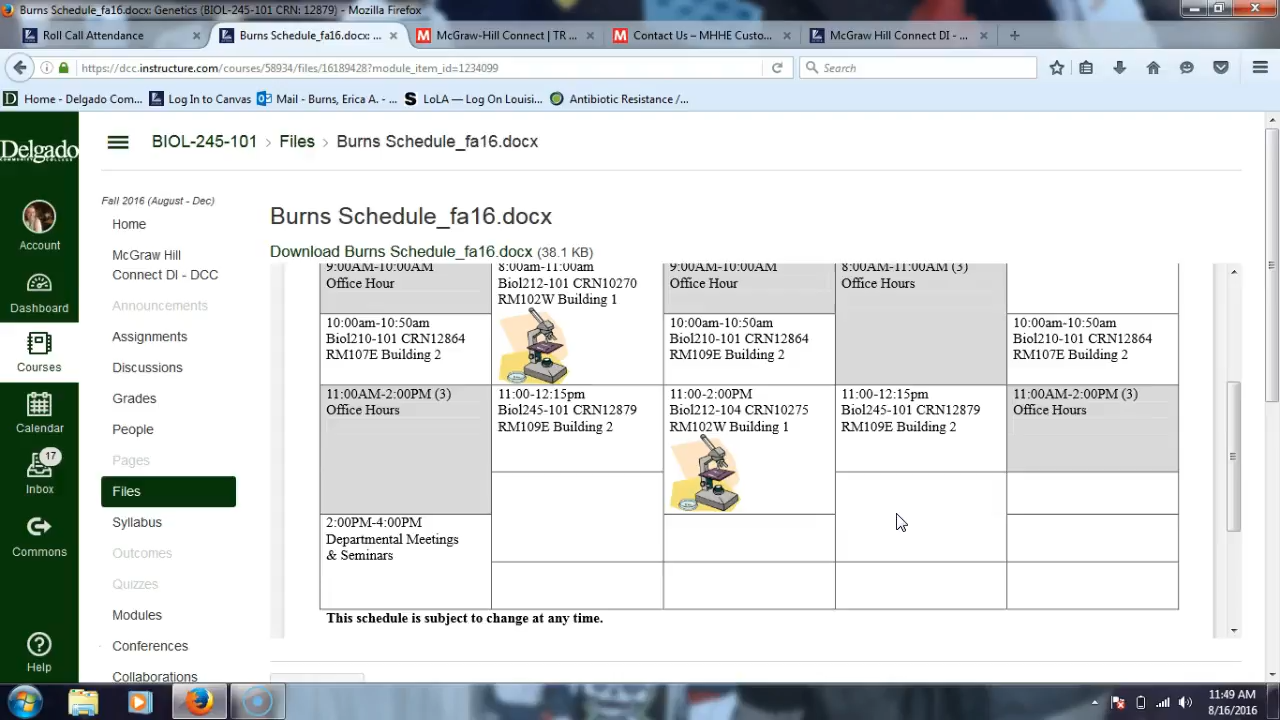 Burns Schedule_fa16.docx: Genetics (BIOL-245-101 CRN: 12879) - Mozilla Firefox
Roll Call Attendance
Burns Schedule_fa16.docx: ...
McGraw-Hill Connect | TR ...
Contact Us – MHHE Custo...
McGraw Hill Connect DI - ...
https://dcc.instructure.com/courses/58934/files/16189428?module_item_id=1234099
Search
Home - Delgado Com...
Log In to Canvas
Mail - Burns, Erica A. - ...
LoLA — Log On Louisi...
Antibiotic Resistance /...
Delgado
COMMUNITY COLLEGE
Account
Dashboard
Courses
Calendar
17
Inbox
Commons
Help
BIOL-245-101 > Files > Burns Schedule_fa16.docx
Fall 2016 (August - Dec)
Home
McGraw Hill
Connect DI - DCC
Announcements
Assignments
Discussions
Grades
People
Pages
Files
Syllabus
Outcomes
Quizzes
Modules
Conferences
Collaborations
Burns Schedule_fa16.docx
Download Burns Schedule_fa16.docx (38.1 KB)
9:00AM-10:00AM
Office Hour
8:00am-11:00am
Biol212-101 CRN10270
RM102W Building 1
9:00AM-10:00AM
Office Hour
8:00AM-11:00AM (3)
Office Hours
10:00am-10:50am
Biol210-101 CRN12864
RM107E Building 2
10:00am-10:50am
Biol210-101 CRN12864
RM109E Building 2
10:00am-10:50am
Biol210-101 CRN12864
RM107E Building 2
11:00AM-2:00PM (3)
Office Hours
11:00-12:15pm
Biol245-101 CRN12879
RM109E Building 2
11:00-2:00PM
Biol212-104 CRN10275
RM102W Building 1
11:00-12:15pm
Biol245-101 CRN12879
RM109E Building 2
11:00AM-2:00PM (3)
Office Hours
2:00PM-4:00PM
Departmental Meetings
& Seminars
This schedule is subject to change at any time.
11:49 AM
8/16/2016